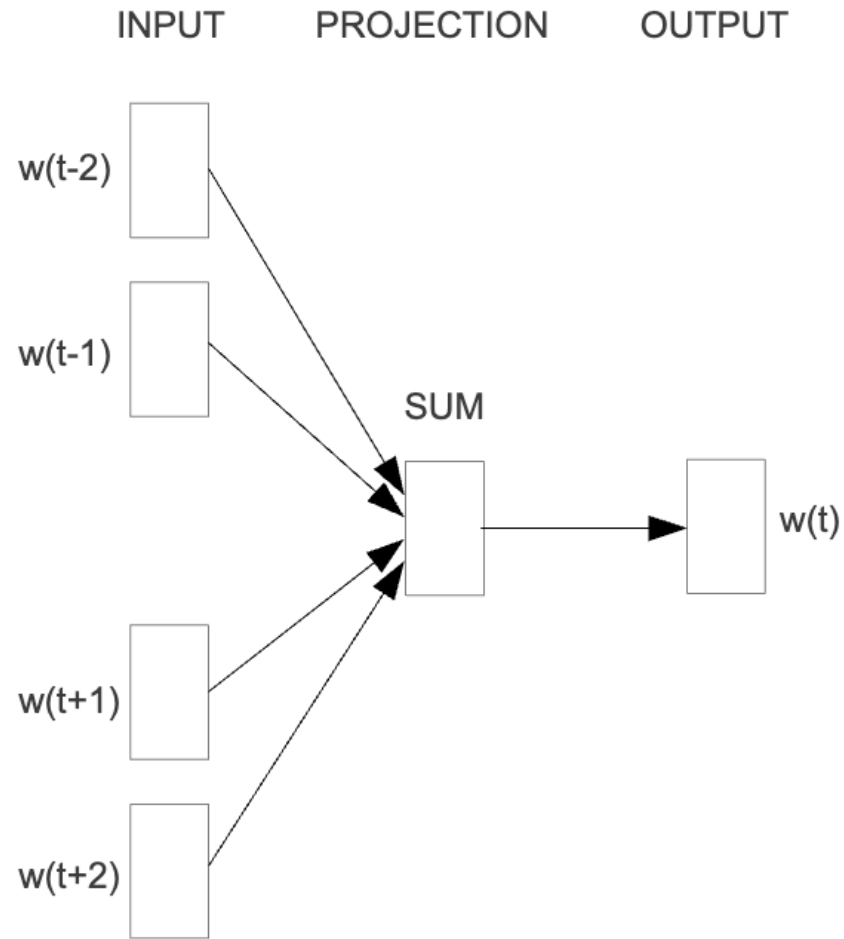 INPUT PROJECTION OUTPUT
w(t-2)
w(t-1)
SUM
w(t)
w(t+1)
w(t+2)